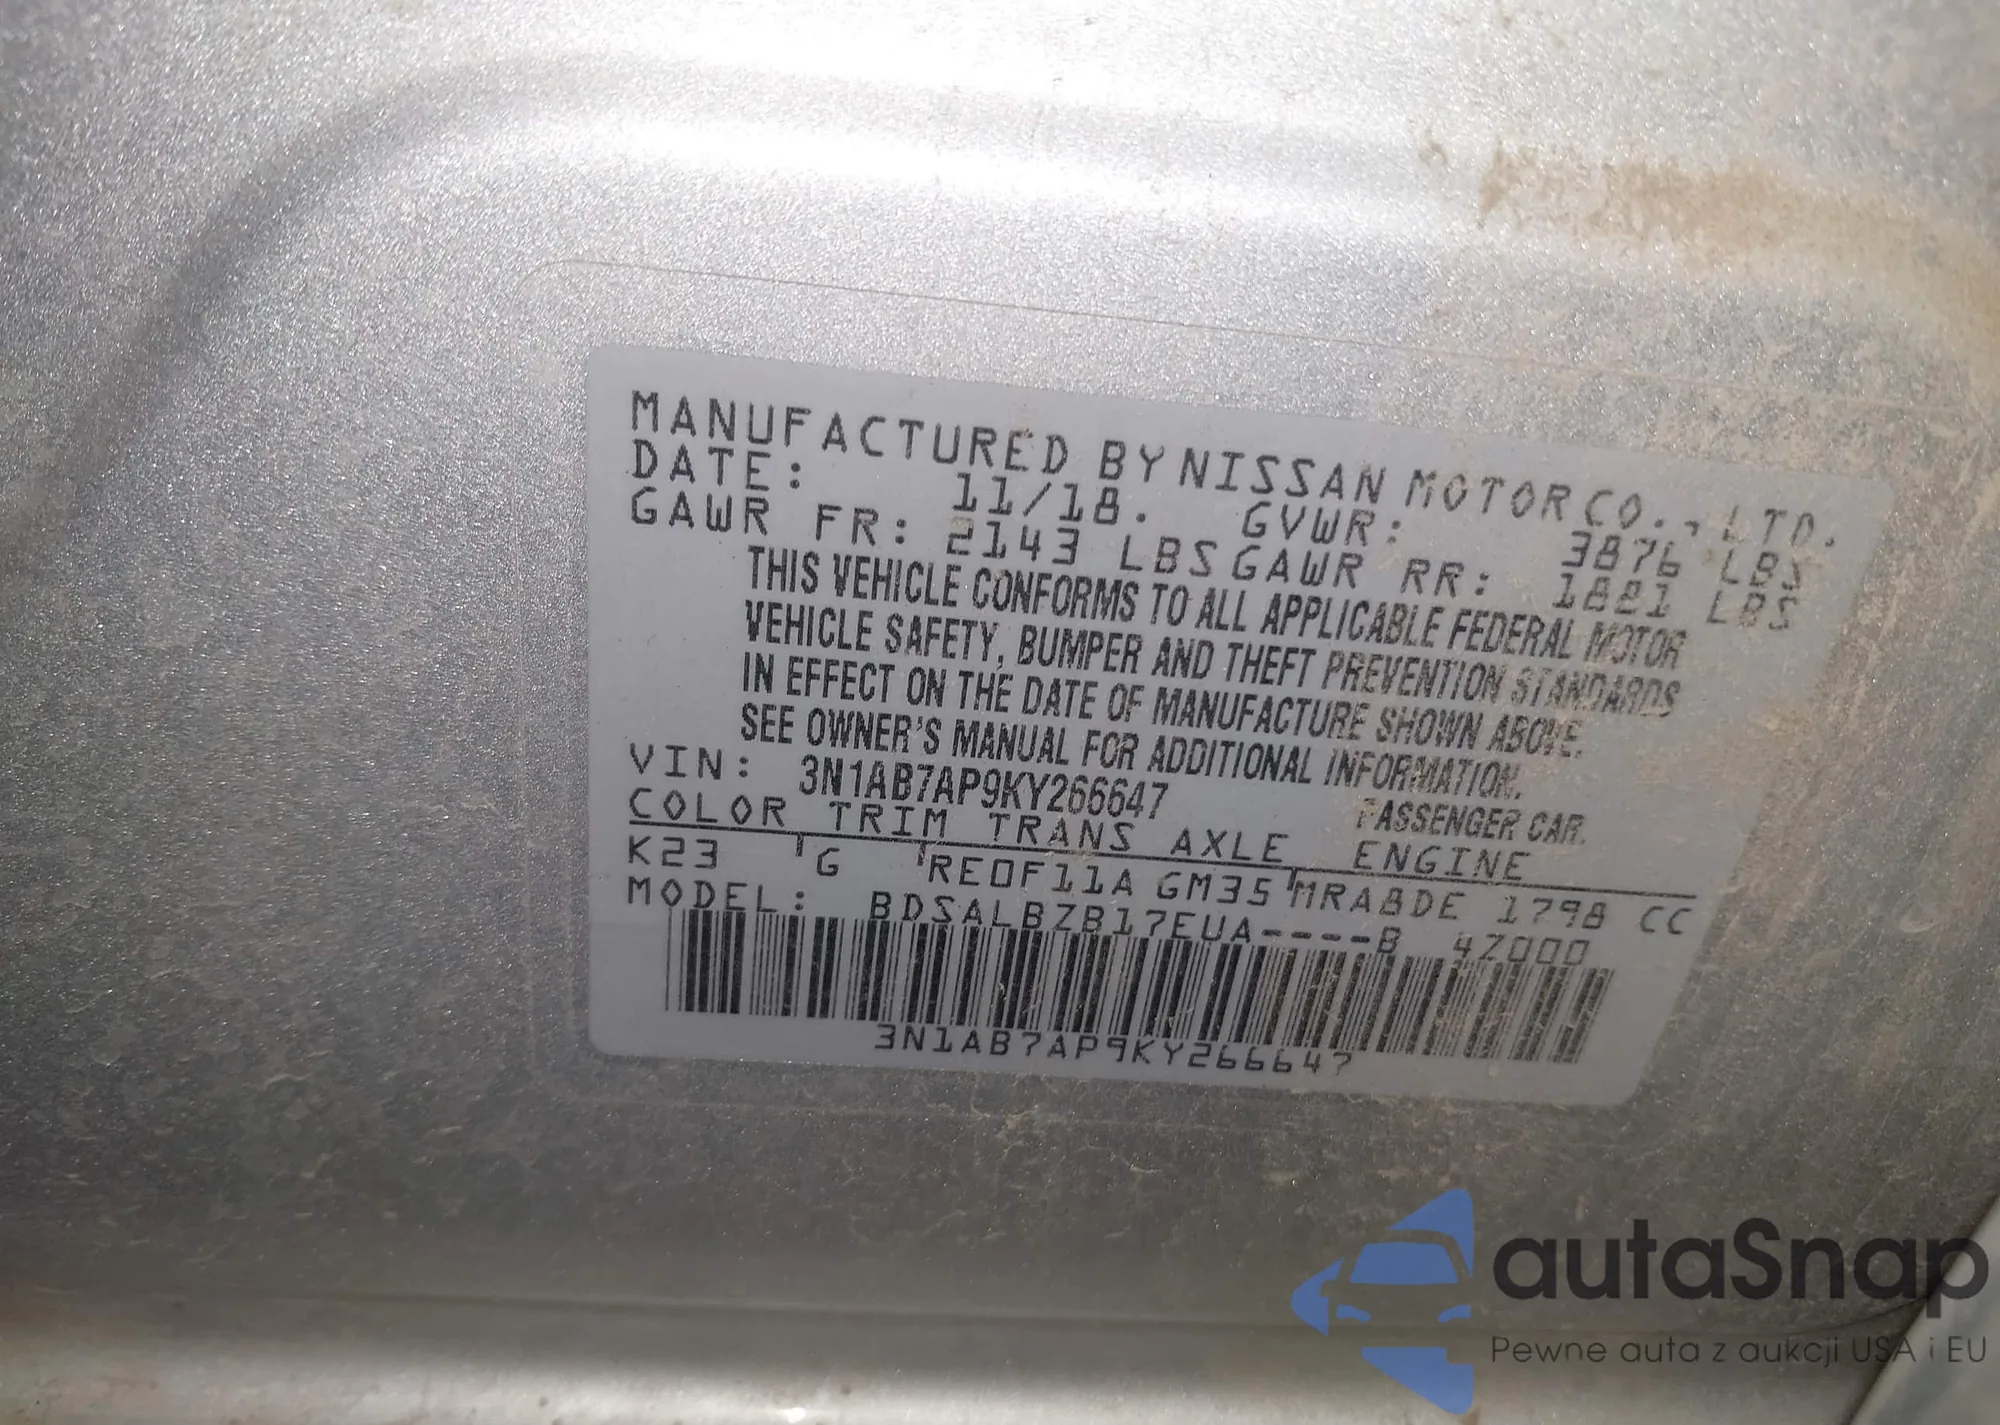 MANUFACTURED BY NISSAN MOTOR CO., LTD.
DATE: 11/18. GVWR: 3876 LBS
GAWR FR: 2143 LBS GAWR RR: 1821 LBS
THIS VEHICLE CONFORMS TO ALL APPLICABLE FEDERAL MOTOR
VEHICLE SAFETY, BUMPER AND THEFT PREVENTION STANDARDS
IN EFFECT ON THE DATE OF MANUFACTURE SHOWN ABOVE.
SEE OWNER'S MANUAL FOR ADDITIONAL INFORMATION.
VIN: 3N1AB7AP9KY266647 PASSENGER CAR.
COLOR TRIM TRANS AXLE ENGINE
K23 G RE0F11A GM35 MRA8DE 1798 CC
MODEL: BDSALBZB17EUA----B 4Z000
3N1AB7AP9KY266647
autaSnap
Pewne auta z aukcji USA i EU